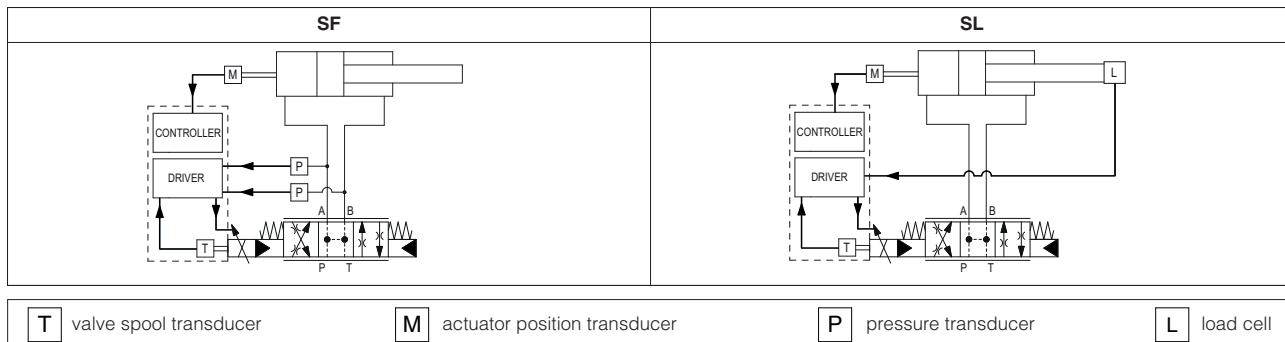 SF
SL
M
CONTROLLER
DRIVER
P
P
A B
T
P T
M
L
CONTROLLER
DRIVER
A B
T
P T
T valve spool transducer
M actuator position transducer
P pressure transducer
L load cell